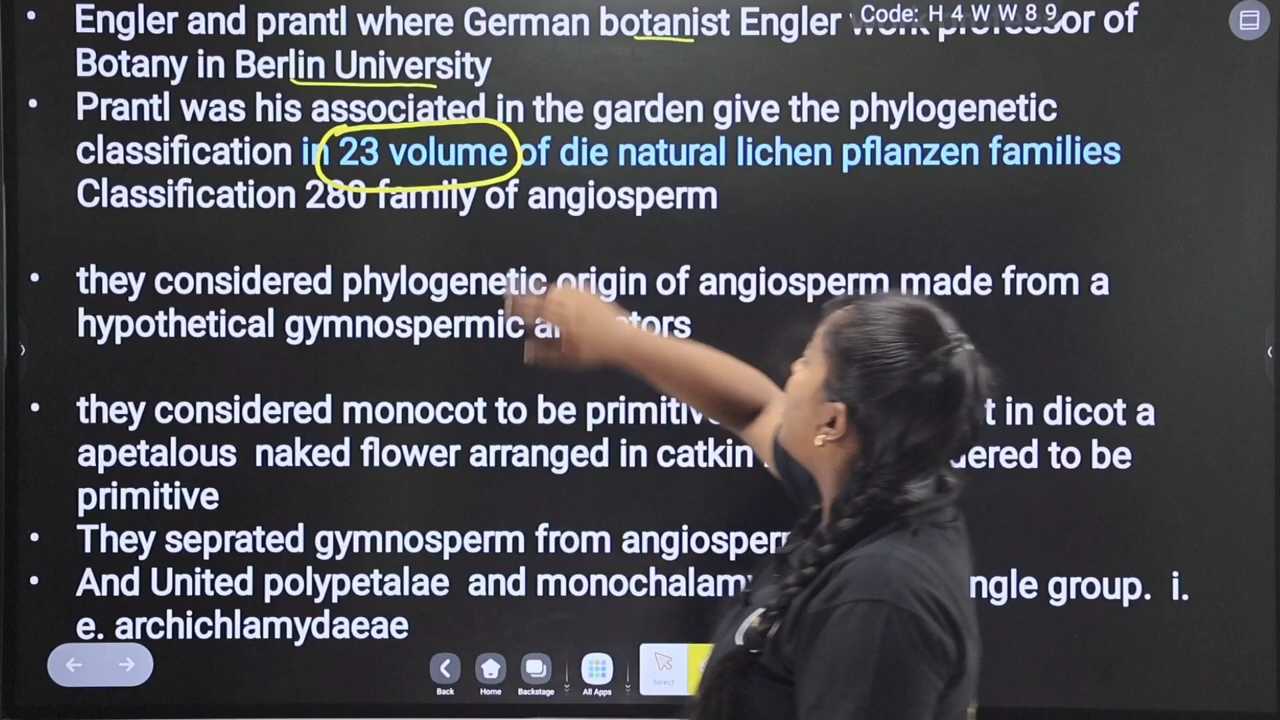 Engler and prantl where German botanist Engler work professor of
Code: H 4 W W 8 9
Botany in Berlin University
Prantl was his associated in the garden give the phylogenetic
classification in 23 volume of die natural lichen pflanzen families
Classification 280 family of angiosperm
they considered phylogenetic origin of angiosperm made from a
hypothetical gymnospermic
they considered monocot to be t in dicot a
apetalous naked flower arranged in catkin to be
primitive
They seprated gymnosperm from
And United polypetalae and group. i.
e. archichlamydaeae
Back
Home
Backstage
All Apps
Select